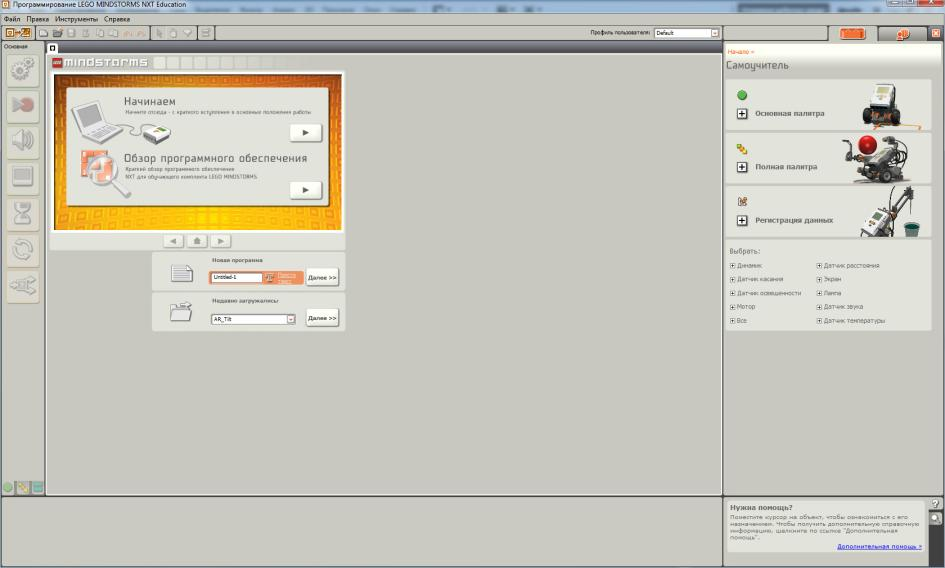 Программирование LEGO MINDSTORMS NXT Education
Файл Правка Инструменты Справка
Профиль пользователя: Default
Основная
LEGO mindstorms
Начинаем
Начните отсюда - с краткого вступления в основные положения работы
Обзор программного обеспечения
Краткий обзор программного обеспечения
NXT для обучающего комплекта LEGO MINDSTORMS.
Новая программа
Untitled-1
Далее >>
Недавно загружались
AR_Tilt
Далее >>
Начало »
Самоучитель
Основная палитра
Полная палитра
Регистрация данных
Выбрать:
Динамик
Датчик расстояния
Датчик касания
Экран
Датчик освещенности
Лампа
Мотор
Датчик звука
Все
Датчик температуры
Нужна помощь?
Поместите курсор на объект, чтобы ознакомиться с его
назначением. Чтобы получить дополнительную справочную
информацию, щелкните по ссылке "Дополнительная
помощь".
Дополнительная помощь »
?